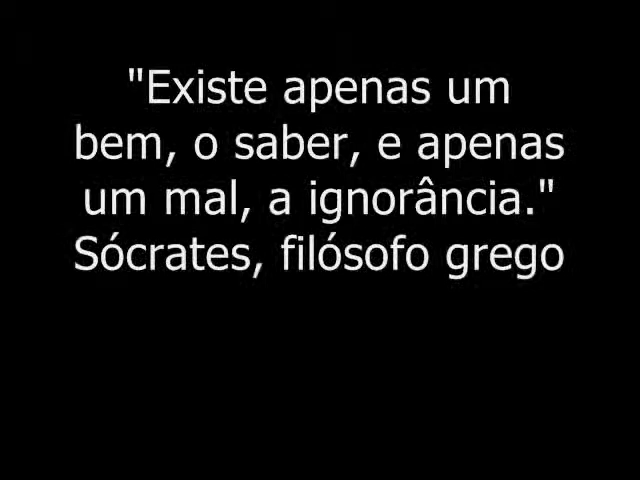 "Existe apenas um
bem, o saber, e apenas
um mal, a ignorância."
Sócrates, filósofo grego